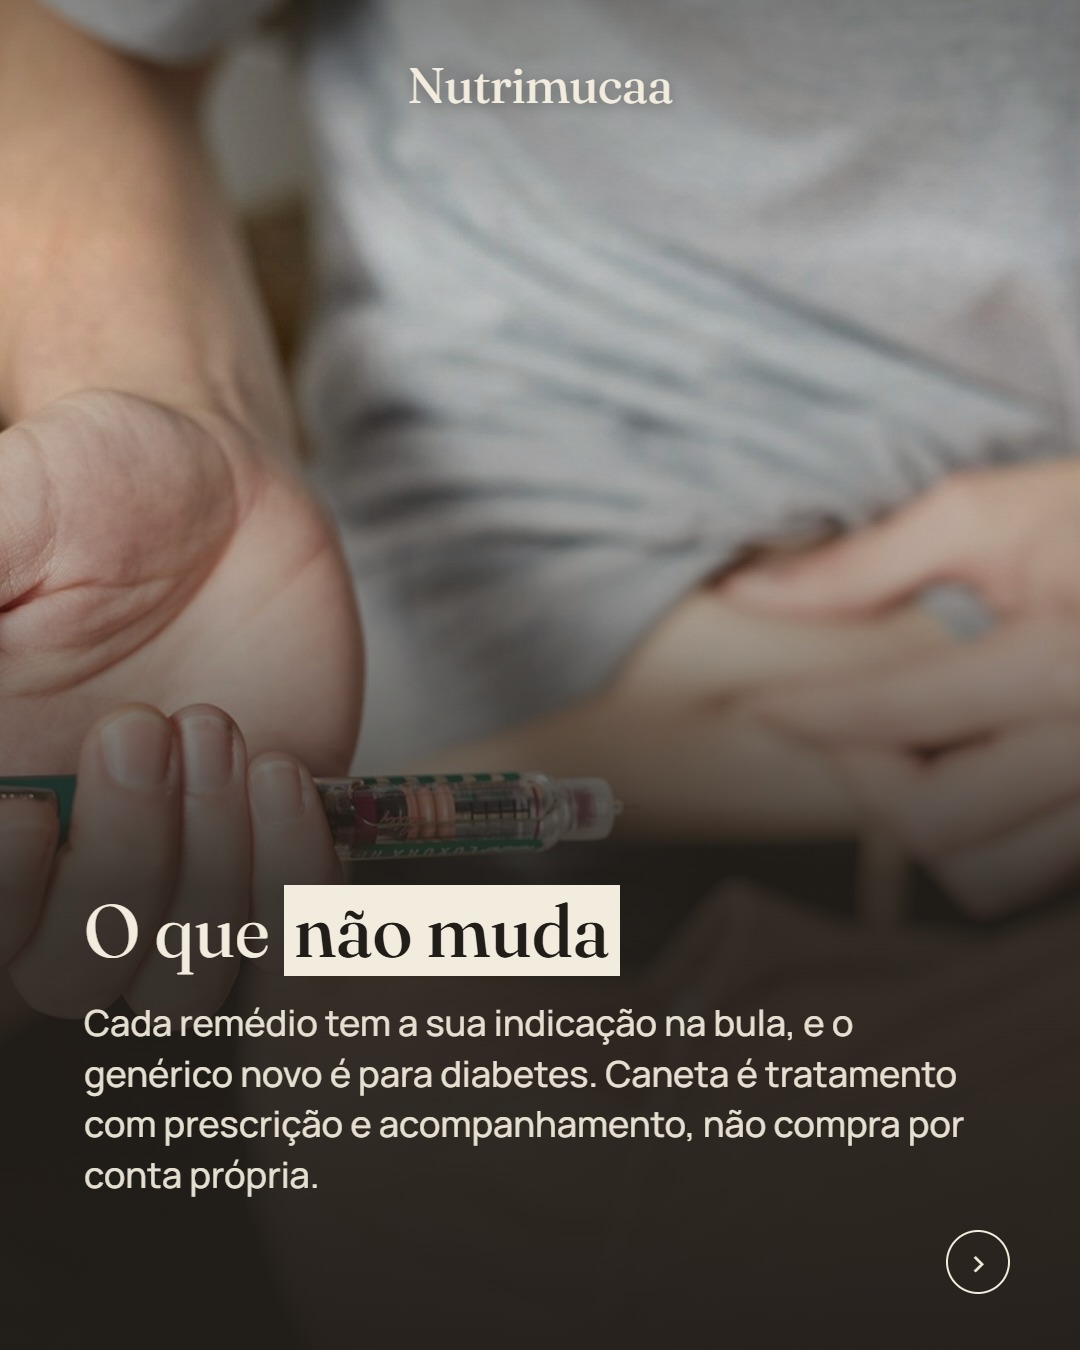 Nutrimucaa
O que não muda
Cada remédio tem a sua indicação na bula, e o
genérico novo é para diabetes. Caneta é tratamento
com prescrição e acompanhamento, não compra por
conta própria.